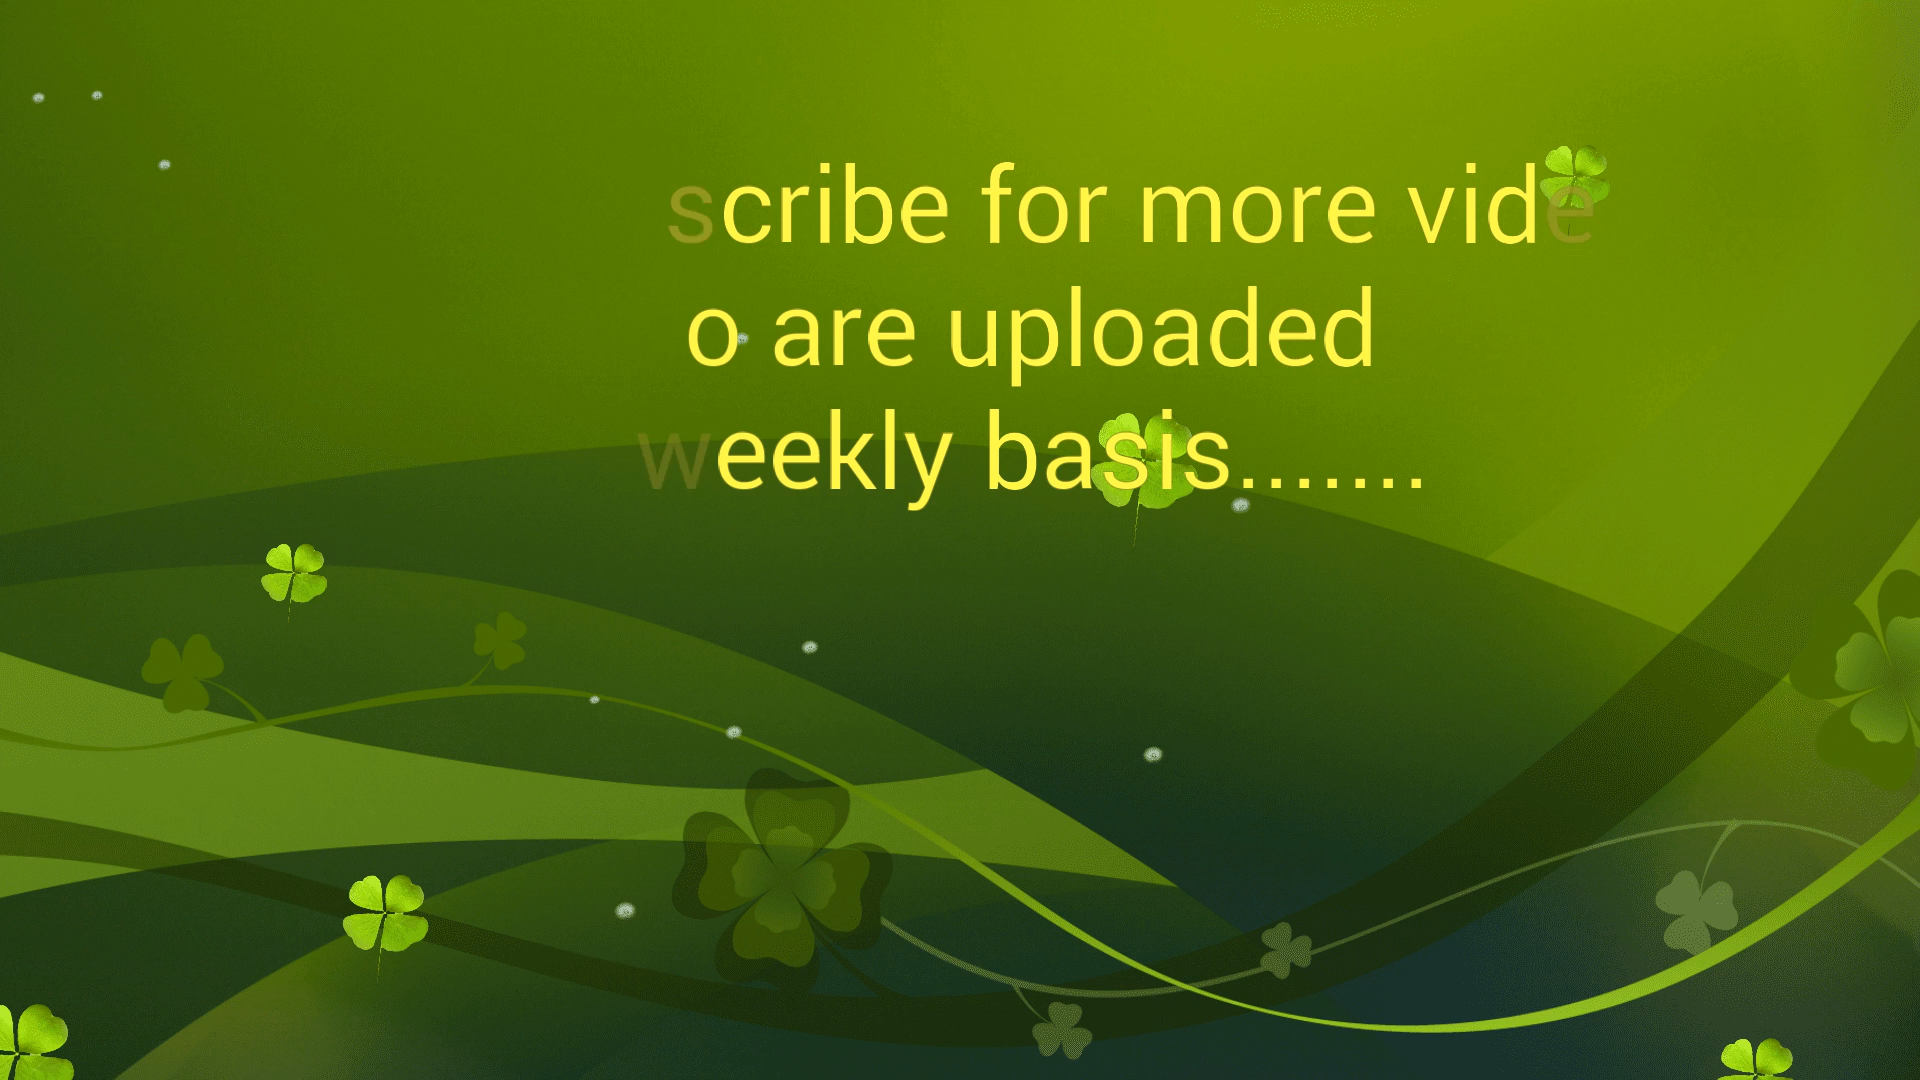 scribe for more vide
o are uploaded
weekly basis.......